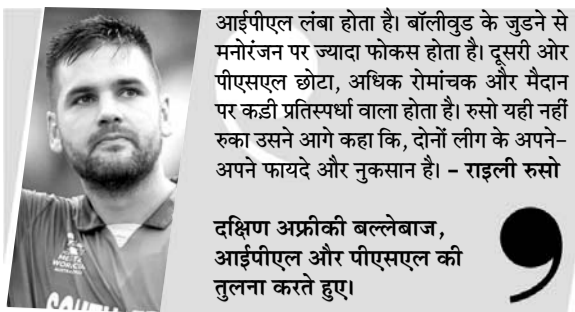 आईपीएल लंबा होता है। बॉलीवुड के जुडने से
मनोरंजन पर ज्यादा फोकस होता है। दूसरी ओर
पीएसएल छोटा, अधिक रोमांचक और मैदान
पर कडी प्रतिस्पर्धा वाला होता है। रुसो यही नहीं
रुका उसने आगे कहा कि, दोनों लीग के अपने-
अपने फायदे और नुकसान है। – राइली रुसो
दक्षिण अफ्रीकी बल्लेबाज,
आईपीएल और पीएसएल की
तुलना करते हुए।